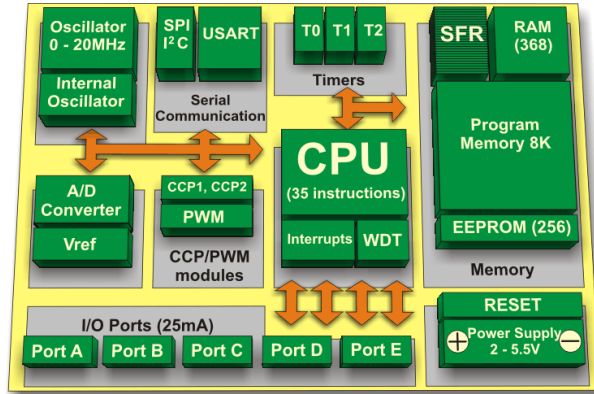 Oscillator
0 - 20MHz
Internal
Oscillator
SPI
I²C
USART
Serial
Communication
T0 T1 T2
Timers
SFR
RAM
(368)
Program
Memory 8K
EEPROM (256)
Memory
CPU
(35 instructions)
Interrupts WDT
A/D
Converter
Vref
CCP1, CCP2
PWM
CCP/PWM
modules
I/O Ports (25mA)
Port A Port B Port C Port D Port E
RESET
+ Power Supply −
2 - 5.5V